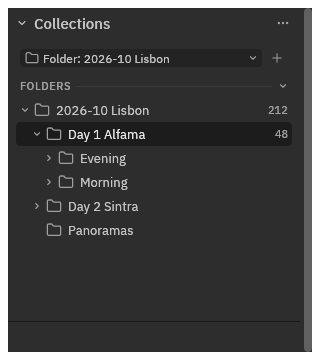 Collections
Folder: 2026-10 Lisbon
FOLDERS
2026-10 Lisbon 212
Day 1 Alfama 48
Evening
Morning
Day 2 Sintra
Panoramas